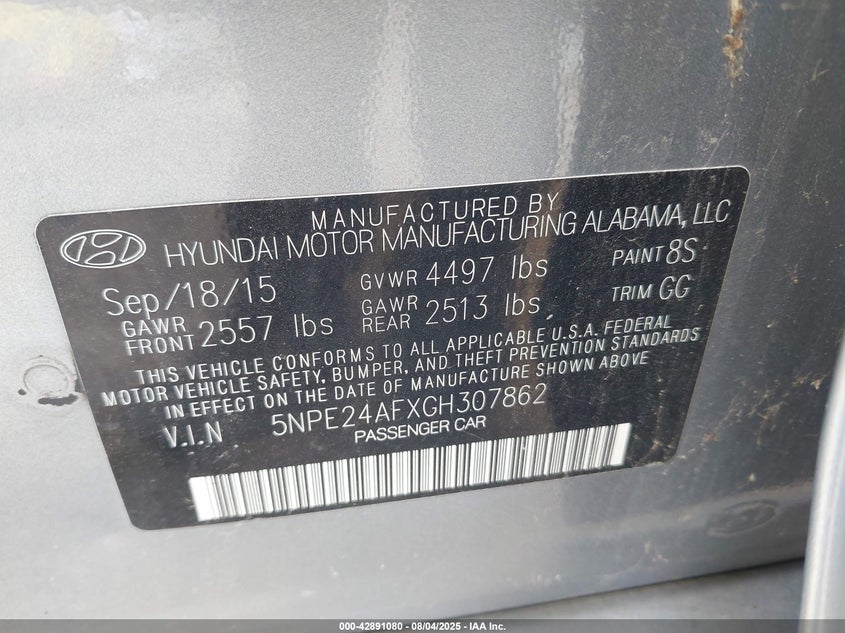 MANUFACTURED BY
HYUNDAI MOTOR MANUFACTURING ALABAMA, LLC
Sep/18/15 GVWR 4497 lbs PAINT 8S
GAWR FRONT 2557 lbs GAWR REAR 2513 lbs TRIM GG
THIS VEHICLE CONFORMS TO ALL APPLICABLE U.S.A. FEDERAL
MOTOR VEHICLE SAFETY, BUMPER, AND THEFT PREVENTION STANDARDS
IN EFFECT ON THE DATE OF MANUFACTURE SHOWN ABOVE
V.I.N 5NPE24AFXGH307862
PASSENGER CAR
000-42891080 - 08/04/2025 - IAA Inc.